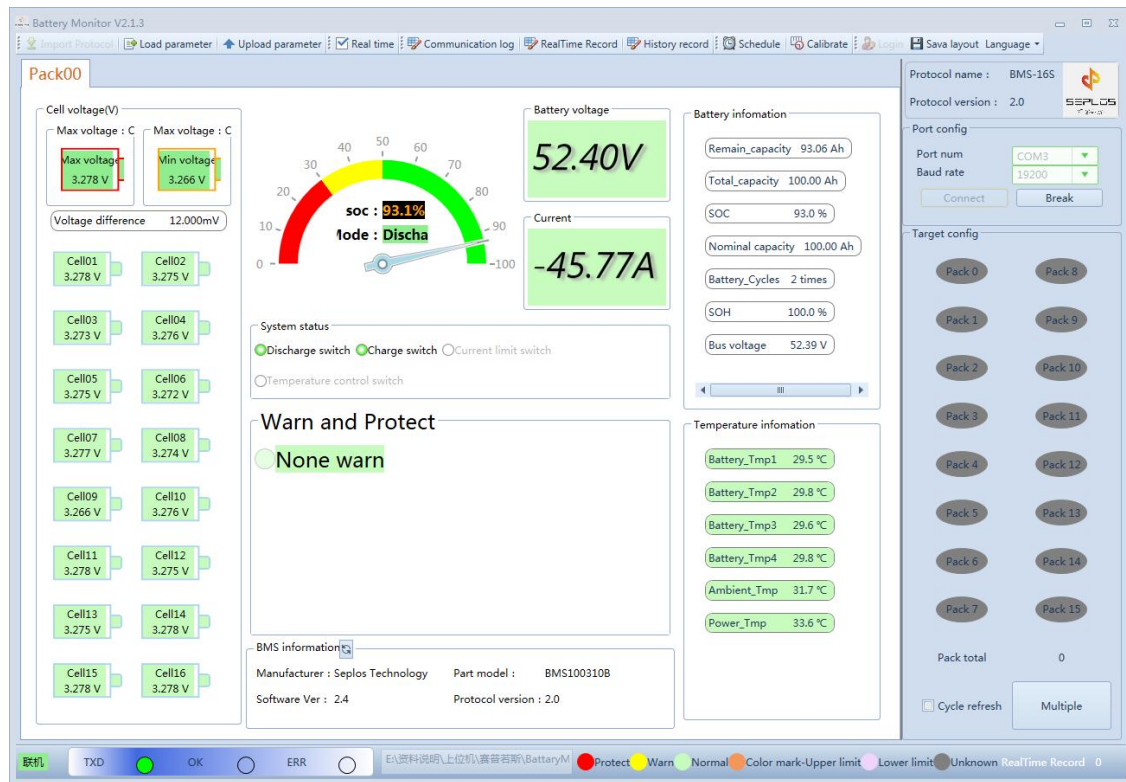 Battery Monitor V2.1.3
Import Protocol Load parameter Upload parameter Real time Communication log RealTime Record History record Schedule Calibrate Login Sava layout Language
Pack00
Cell voltage(V)
Max voltage : C Max voltage : C
Max voltage Min voltage
3.278 V 3.266 V
Voltage difference 12.000mV
Cell01 Cell02
3.278 V 3.275 V
Cell03 Cell04
3.273 V 3.276 V
Cell05 Cell06
3.275 V 3.272 V
Cell07 Cell08
3.277 V 3.274 V
Cell09 Cell10
3.266 V 3.276 V
Cell11 Cell12
3.278 V 3.275 V
Cell13 Cell14
3.275 V 3.278 V
Cell15 Cell16
3.278 V 3.278 V
0 10 20 30 40 50 60 70 80 90 100
soc : 93.1%
Mode : Discha
Battery voltage
52.40V
Current
-45.77A
System status
Discharge switch Charge switch Current limit switch
Temperature control switch
Warn and Protect
None warn
BMS information
Manufacturer : Seplos Technology Part model : BMS100310B
Software Ver : 2.4 Protocol version : 2.0
Battery infomation
Remain_capacity 93.06 Ah
Total_capacity 100.00 Ah
SOC 93.0 %
Nominal capacity 100.00 Ah
Battery_Cycles 2 times
SOH 100.0 %
Bus voltage 52.39 V
Temperature infomation
Battery_Tmp1 29.5 ℃
Battery_Tmp2 29.8 ℃
Battery_Tmp3 29.6 ℃
Battery_Tmp4 29.8 ℃
Ambient_Tmp 31.7 ℃
Power_Tmp 33.6 ℃
Protocol name : BMS-16S
Protocol version : 2.0
SEPLOS
Port config
Port num COM3
Baud rate 19200
Connect Break
Target config
Pack 0 Pack 8
Pack 1 Pack 9
Pack 2 Pack 10
Pack 3 Pack 11
Pack 4 Pack 12
Pack 5 Pack 13
Pack 6 Pack 14
Pack 7 Pack 15
Pack total 0
Cycle refresh Multiple
联机 TXD OK ERR E:\资料说明\上位机\赛普若斯\BattaryM Protect Warn Normal Color mark-Upper limit Lower limit Unknown RealTime Record 0